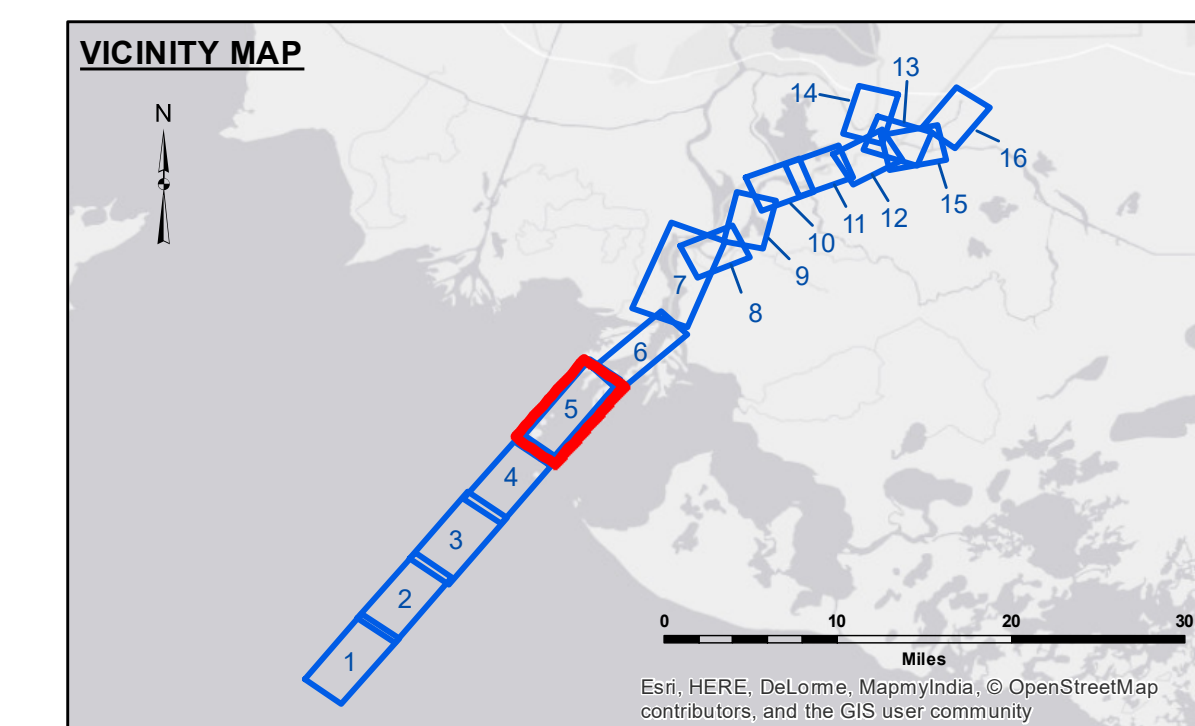 VICINITY MAP
N
13
14
16
15
12
11
10
9
8
7
6
5
4
3
2
1
0 10 20 30
Miles
Esri, HERE, DeLorme, MapmyIndia, © OpenStreetMap
contributors, and the GIS user community